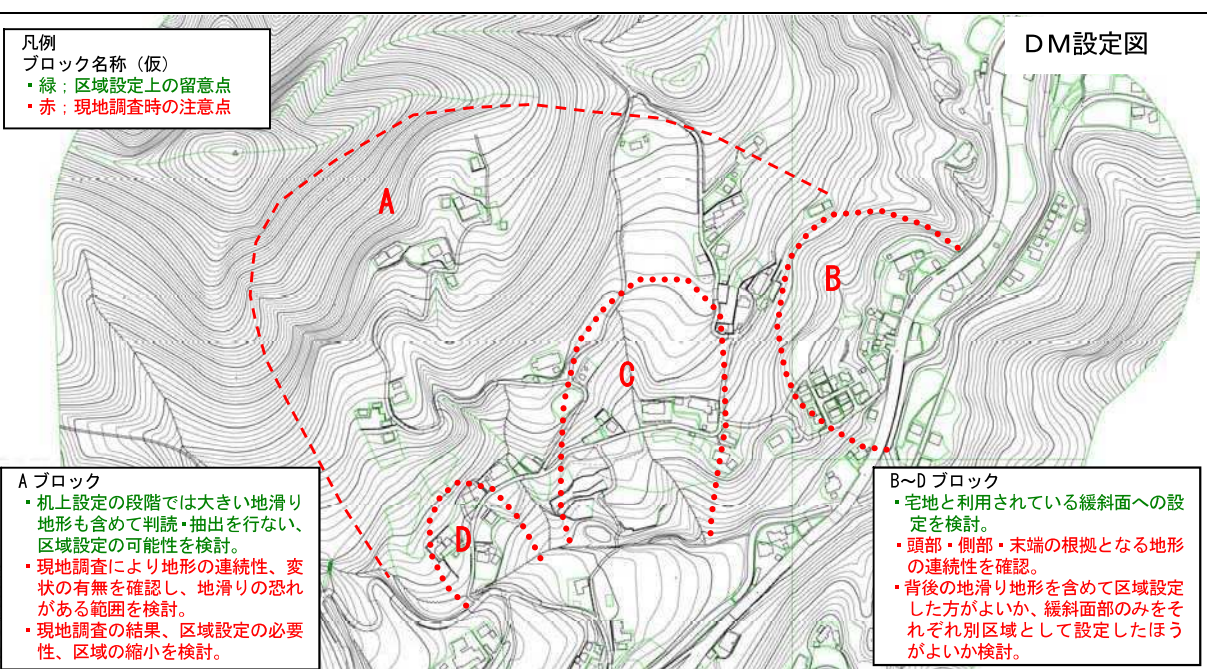 凡例
ブロック名称（仮）
・緑；区域設定上の留意点
・赤；現地調査時の注意点
ＤＭ設定図
A
B
C
D
A ブロック
・机上設定の段階では大きい地滑り
地形も含めて判読・抽出を行ない、
区域設定の可能性を検討。
・現地調査により地形の連続性、変
状の有無を確認し、地滑りの恐れ
がある範囲を検討。
・現地調査の結果、区域設定の必要
性、区域の縮小を検討。
B～D ブロック
・宅地と利用されている緩斜面への設
定を検討。
・頭部・側部・末端の根拠となる地形
の連続性を確認。
・背後の地滑り地形を含めて区域設定
した方がよいか、緩斜面部のみをそ
れぞれ別区域として設定したほう
がよいか検討。